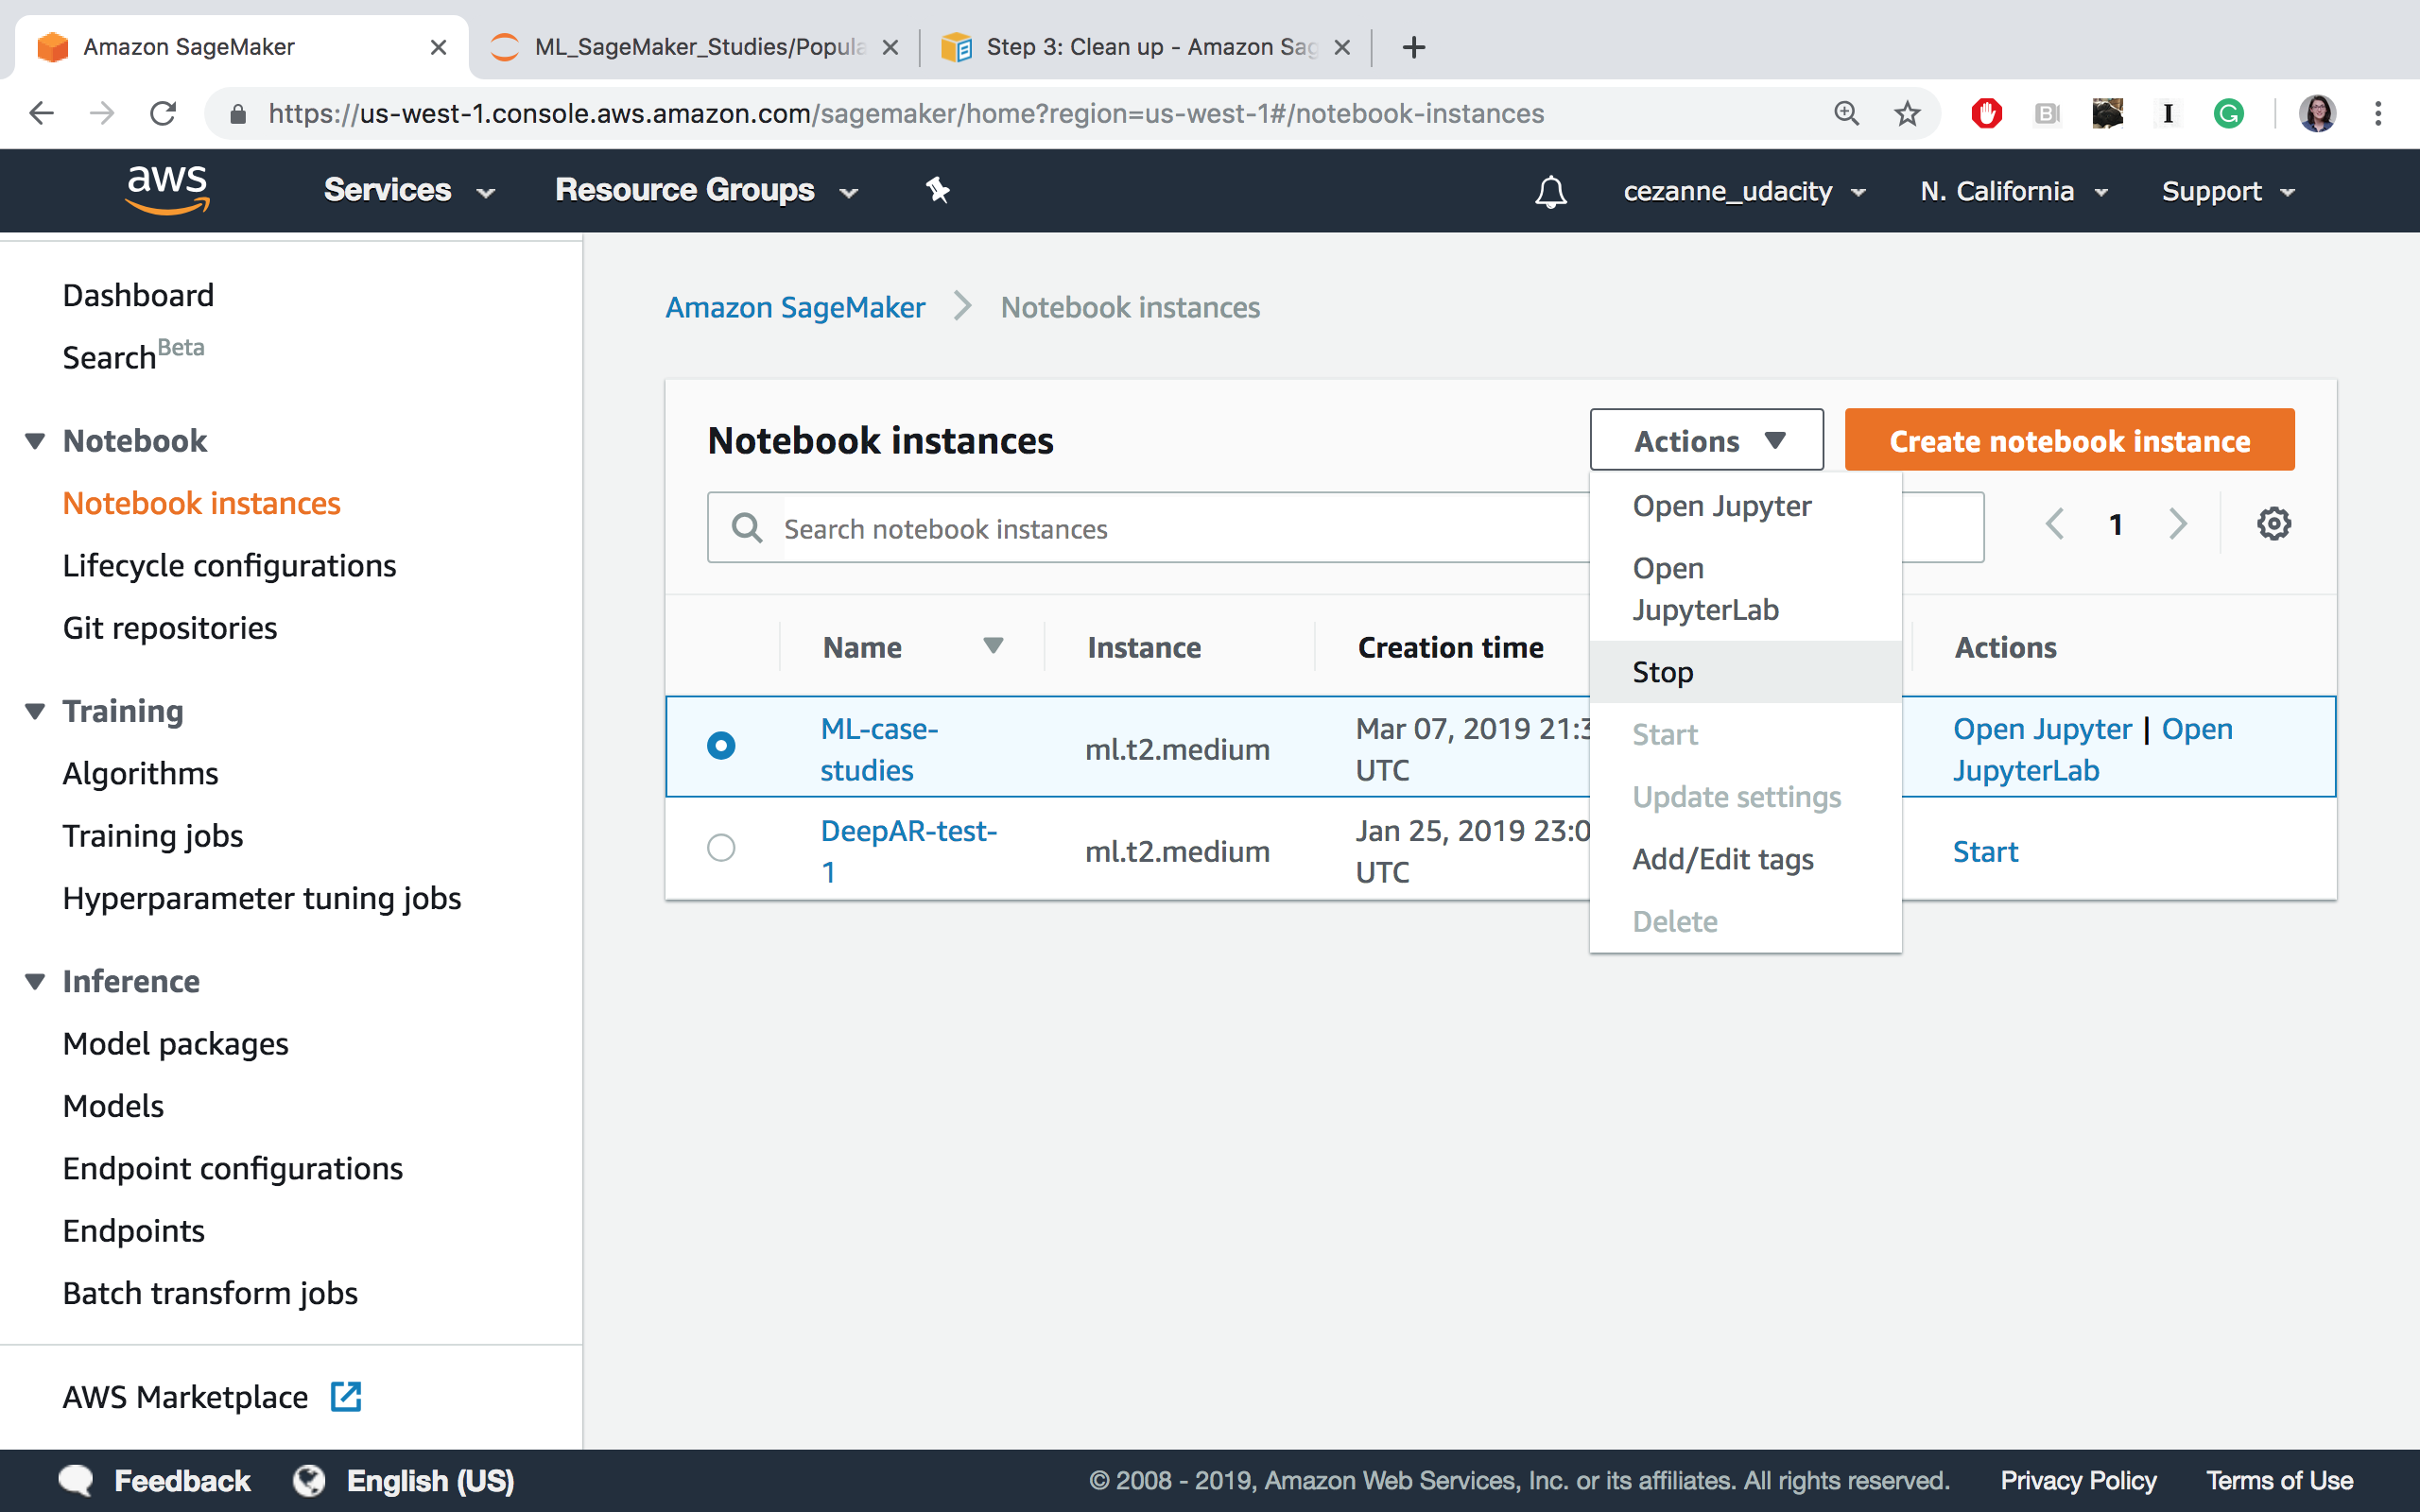 Amazon SageMaker
ML_SageMaker_Studies/Popula
Step 3: Clean up - Amazon Sag
https://us-west-1.console.aws.amazon.com/sagemaker/home?region=us-west-1#/notebook-instances
aws
Services
Resource Groups
cezanne_udacity
N. California
Support
Dashboard
Search Beta
Notebook
Notebook instances
Lifecycle configurations
Git repositories
Training
Algorithms
Training jobs
Hyperparameter tuning jobs
Inference
Model packages
Models
Endpoint configurations
Endpoints
Batch transform jobs
AWS Marketplace
Amazon SageMaker
Notebook instances
Notebook instances
Actions
Create notebook instance
Search notebook instances
1
Open Jupyter
Open
JupyterLab
Stop
Start
Update settings
Add/Edit tags
Delete
Name
Instance
Creation time
Actions
ML-case-
studies
ml.t2.medium
Mar 07, 2019 21:3
UTC
Open Jupyter | Open
JupyterLab
DeepAR-test-
1
ml.t2.medium
Jan 25, 2019 23:0
UTC
Start
Feedback
English (US)
© 2008 - 2019, Amazon Web Services, Inc. or its affiliates. All rights reserved.
Privacy Policy
Terms of Use